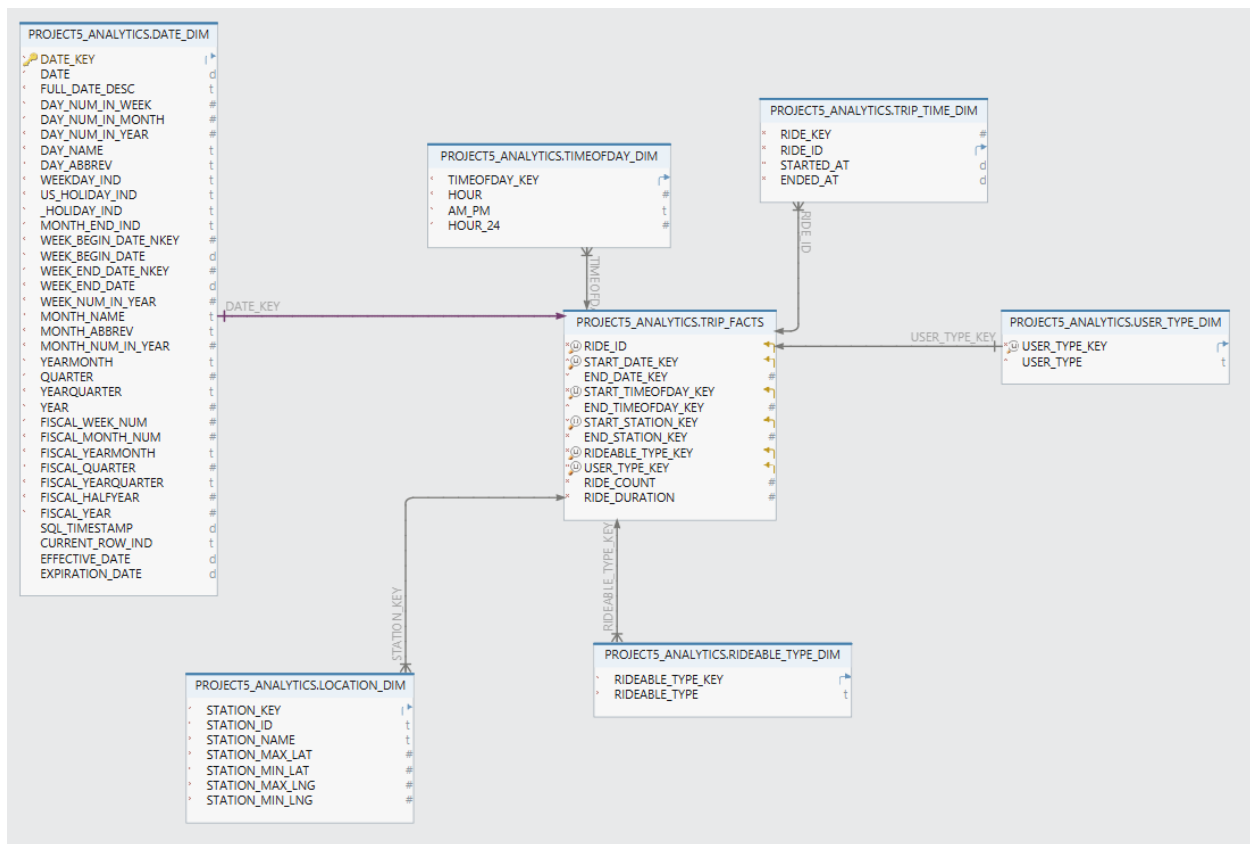 PROJECT5_ANALYTICS.DATE_DIM
DATE_KEY
DATE d
FULL_DATE_DESC t
DAY_NUM_IN_WEEK #
DAY_NUM_IN_MONTH #
DAY_NUM_IN_YEAR #
DAY_NAME t
DAY_ABBREV t
WEEKDAY_IND t
US_HOLIDAY_IND t
_HOLIDAY_IND t
MONTH_END_IND t
WEEK_BEGIN_DATE_NKEY #
WEEK_BEGIN_DATE d
WEEK_END_DATE_NKEY #
WEEK_END_DATE d
WEEK_NUM_IN_YEAR #
MONTH_NAME t
MONTH_ABBREV t
MONTH_NUM_IN_YEAR #
YEARMONTH t
QUARTER #
YEARQUARTER t
YEAR #
FISCAL_WEEK_NUM #
FISCAL_MONTH_NUM #
FISCAL_YEARMONTH t
FISCAL_QUARTER #
FISCAL_YEARQUARTER t
FISCAL_HALFYEAR #
FISCAL_YEAR #
SQL_TIMESTAMP d
CURRENT_ROW_IND t
EFFECTIVE_DATE d
EXPIRATION_DATE d
PROJECT5_ANALYTICS.TIMEOFDAY_DIM
TIMEOFDAY_KEY
HOUR #
AM_PM t
HOUR_24 #
PROJECT5_ANALYTICS.TRIP_TIME_DIM
RIDE_KEY #
RIDE_ID
STARTED_AT d
ENDED_AT d
RIDE_ID
TIMEOFD
DATE_KEY
PROJECT5_ANALYTICS.TRIP_FACTS
RIDE_ID
START_DATE_KEY
END_DATE_KEY #
START_TIMEOFDAY_KEY
END_TIMEOFDAY_KEY #
START_STATION_KEY
END_STATION_KEY #
RIDEABLE_TYPE_KEY
USER_TYPE_KEY
RIDE_COUNT #
RIDE_DURATION #
USER_TYPE_KEY
PROJECT5_ANALYTICS.USER_TYPE_DIM
USER_TYPE_KEY
USER_TYPE t
STATION_KEY
RIDEABLE_TYPE_KEY
PROJECT5_ANALYTICS.LOCATION_DIM
STATION_KEY
STATION_ID t
STATION_NAME t
STATION_MAX_LAT #
STATION_MIN_LAT #
STATION_MAX_LNG #
STATION_MIN_LNG #
PROJECT5_ANALYTICS.RIDEABLE_TYPE_DIM
RIDEABLE_TYPE_KEY
RIDEABLE_TYPE t